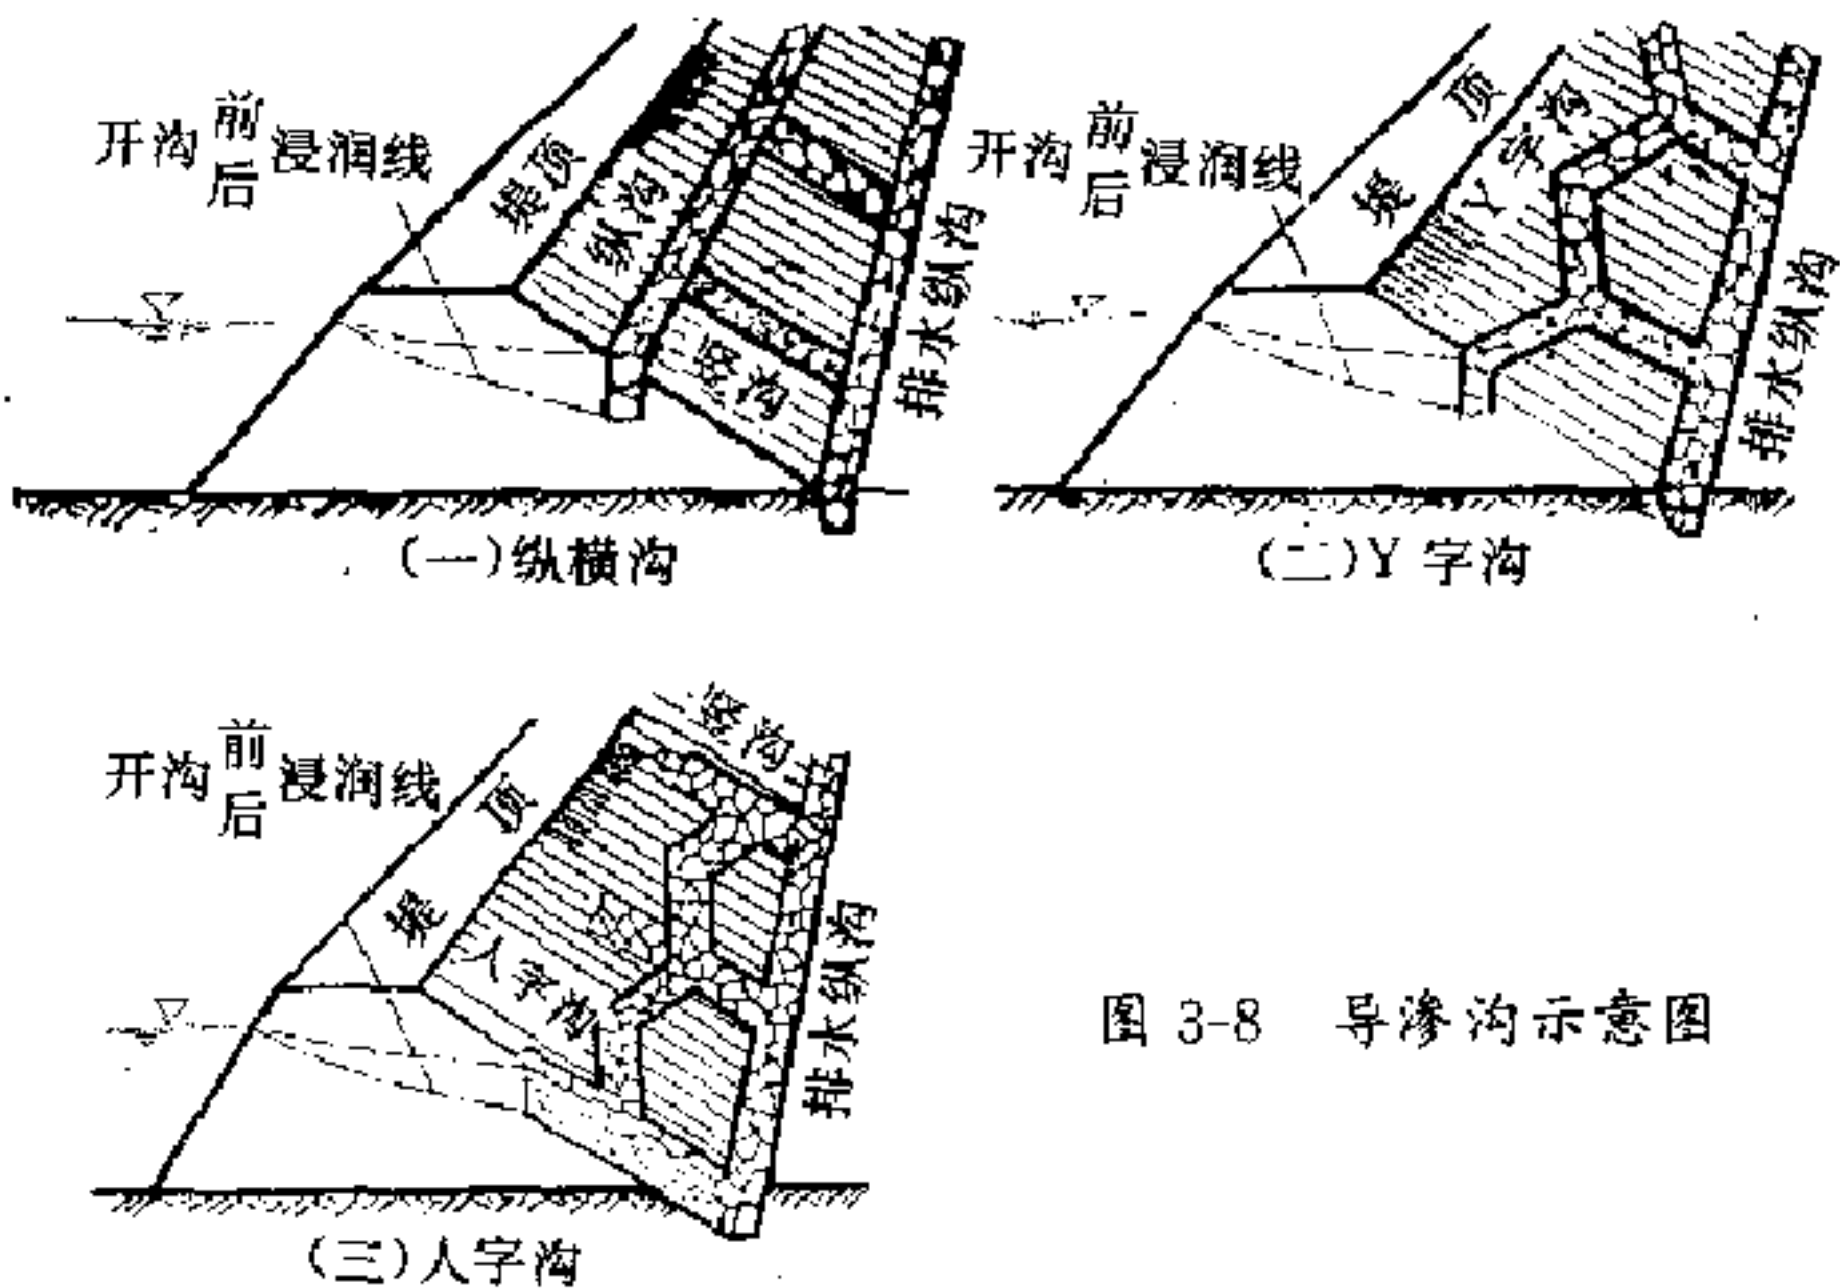 开沟前后浸润线
堤顶
纵沟
竖沟
排水纵沟
(一)纵横沟
开沟前后浸润线
堤顶
Y字沟
排水纵沟
(二)Y字沟
开沟前后浸润线
堤顶
竖沟
人字沟
排水纵沟
(三)人字沟
图 3-8 导渗沟示意图